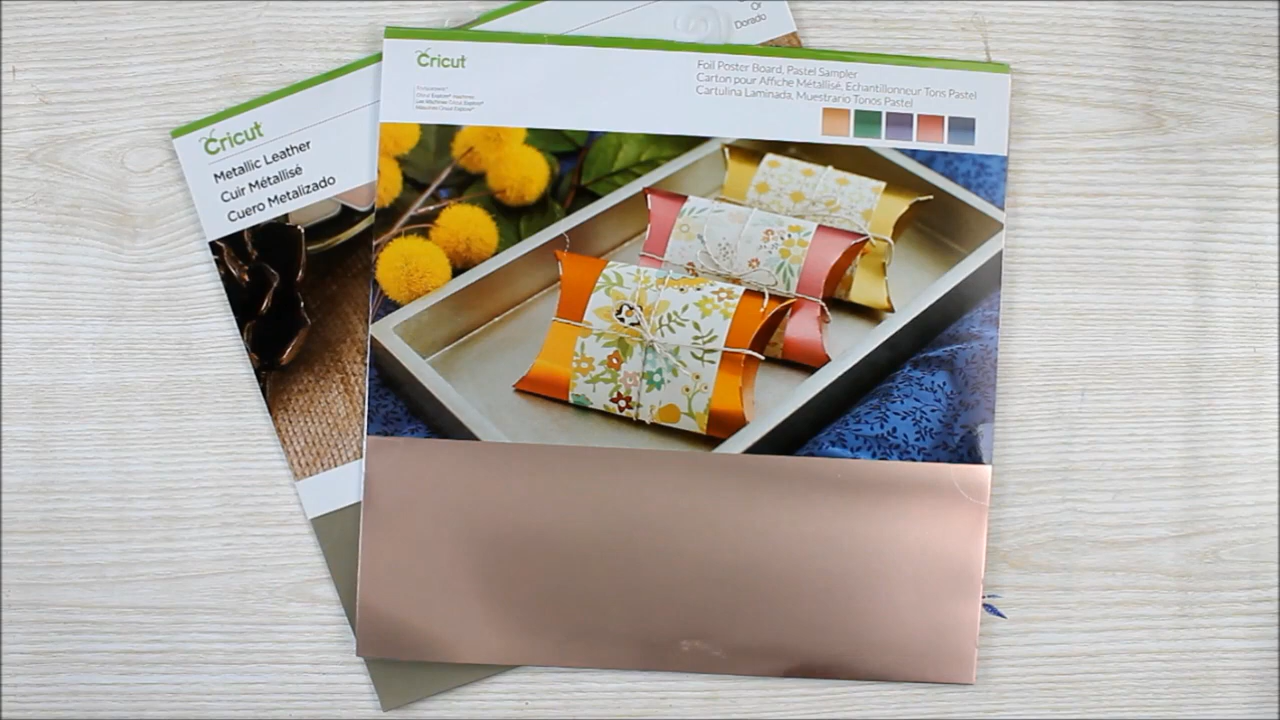 Or
Dorado
Cricut
Foil Poster Board, Pastel Sampler
Carton pour Affiche Métallisé, Echantillonneur Tons Pastel
Cartulina Laminada, Muestrario Tonos Pastel
Cricut
Metallic Leather
Cuir Métallisé
Cuero Metalizado